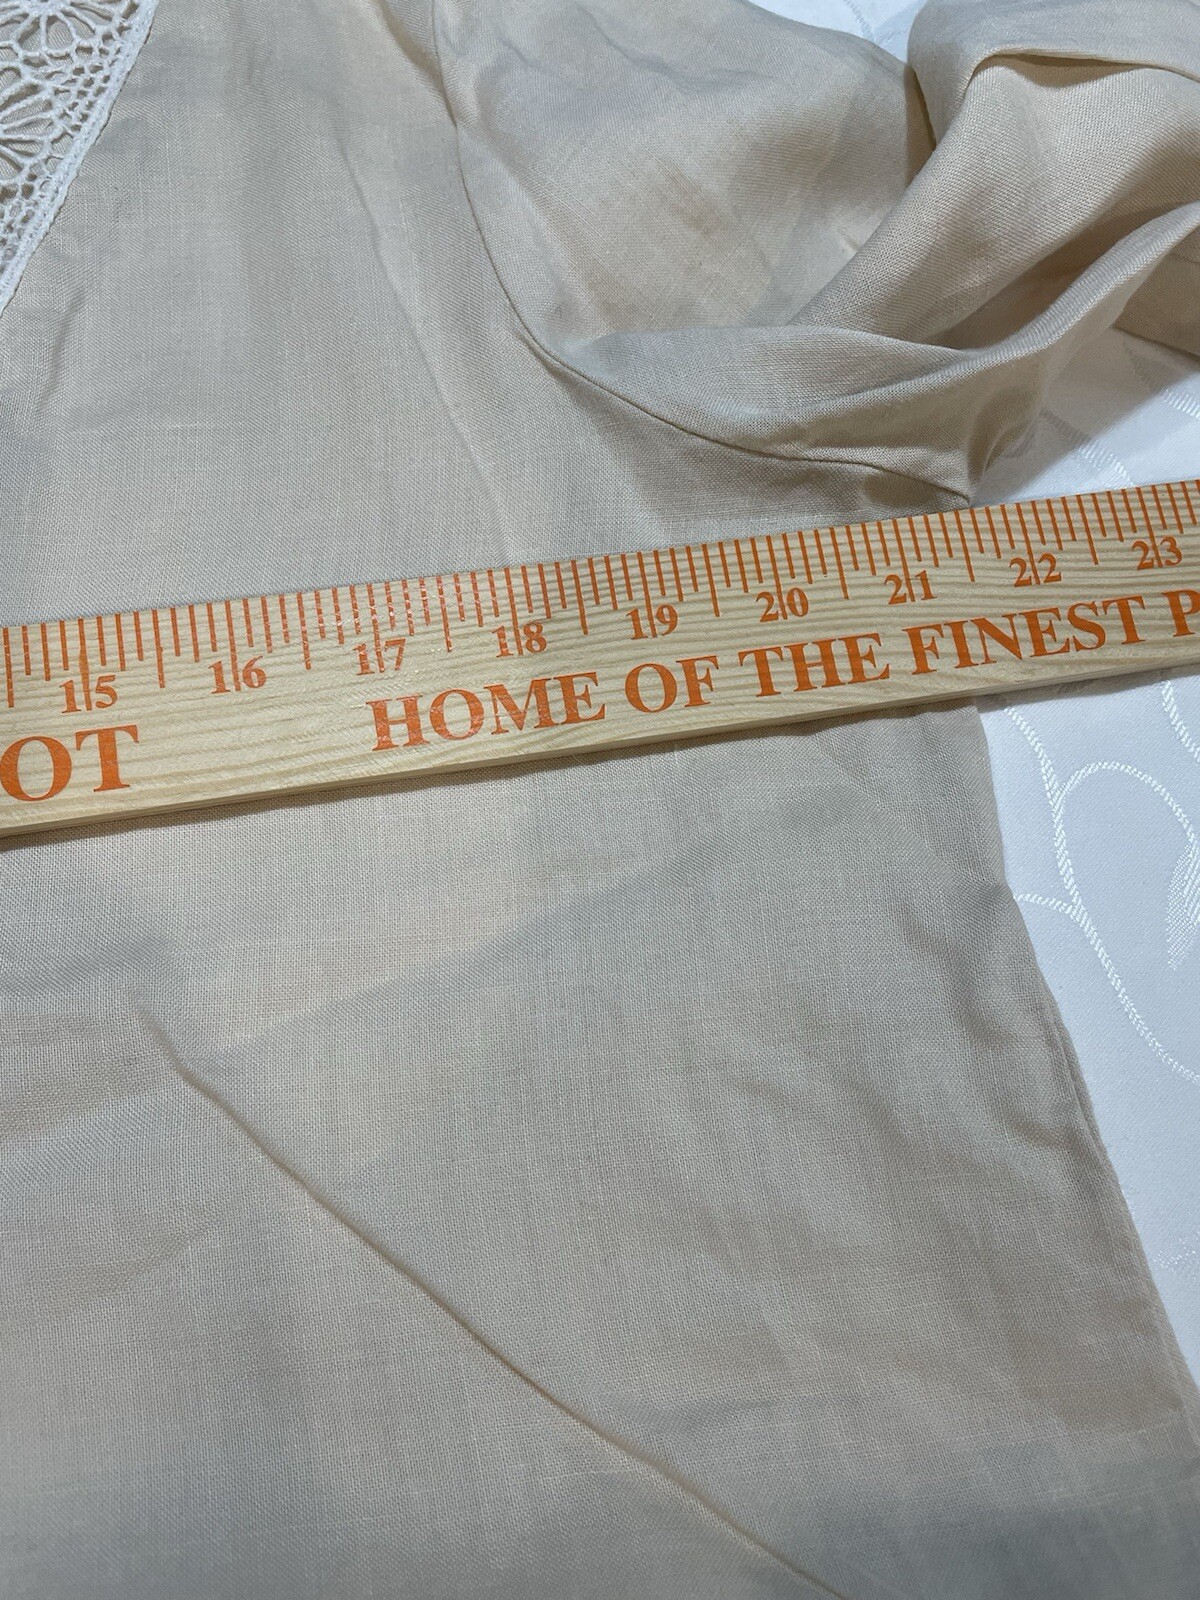 15 16 17 18 19 20 21 22 23
OT HOME OF THE FINEST P